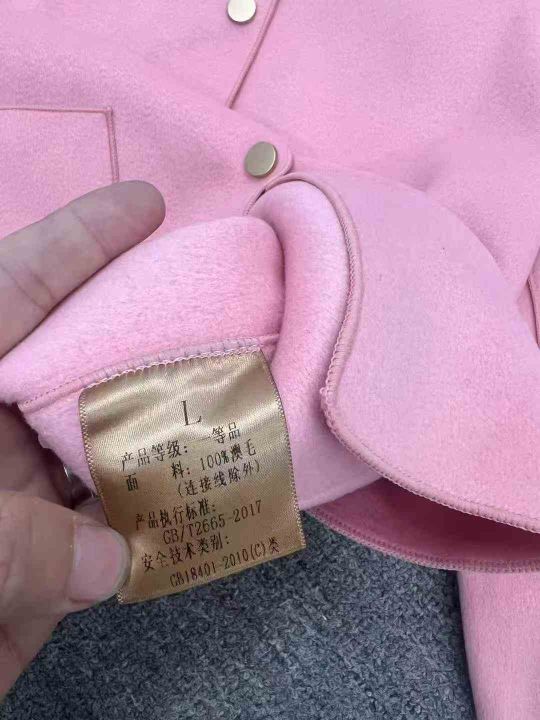 L
产品等级：一等品
面　　料：100%澳毛
(连接线除外)
产品执行标准：
GB/T2665-2017
安全技术类别：
GB18401-2010(C)类